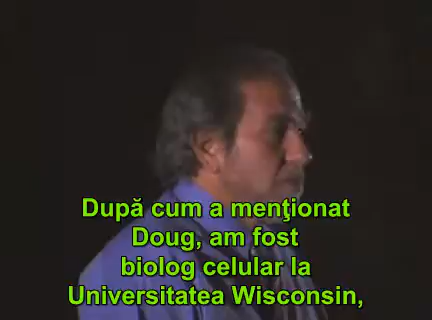 După cum a menţionat
Doug, am fost
biolog celular la
Universitatea Wisconsin,